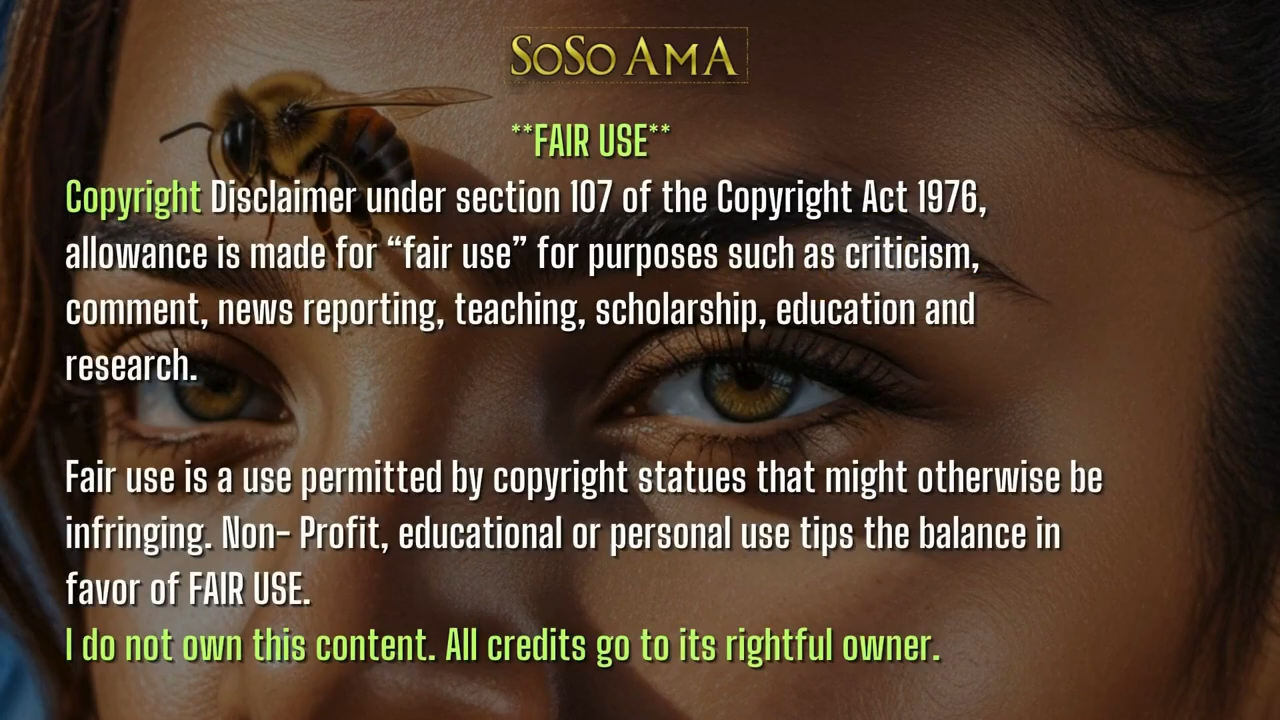 SoSo AmA
**FAIR USE**
Copyright Disclaimer under section 107 of the Copyright Act 1976,
allowance is made for “fair use” for purposes such as criticism,
comment, news reporting, teaching, scholarship, education and
research.
Fair use is a use permitted by copyright statues that might otherwise be
infringing. Non- Profit, educational or personal use tips the balance in
favor of FAIR USE.
I do not own this content. All credits go to its rightful owner.